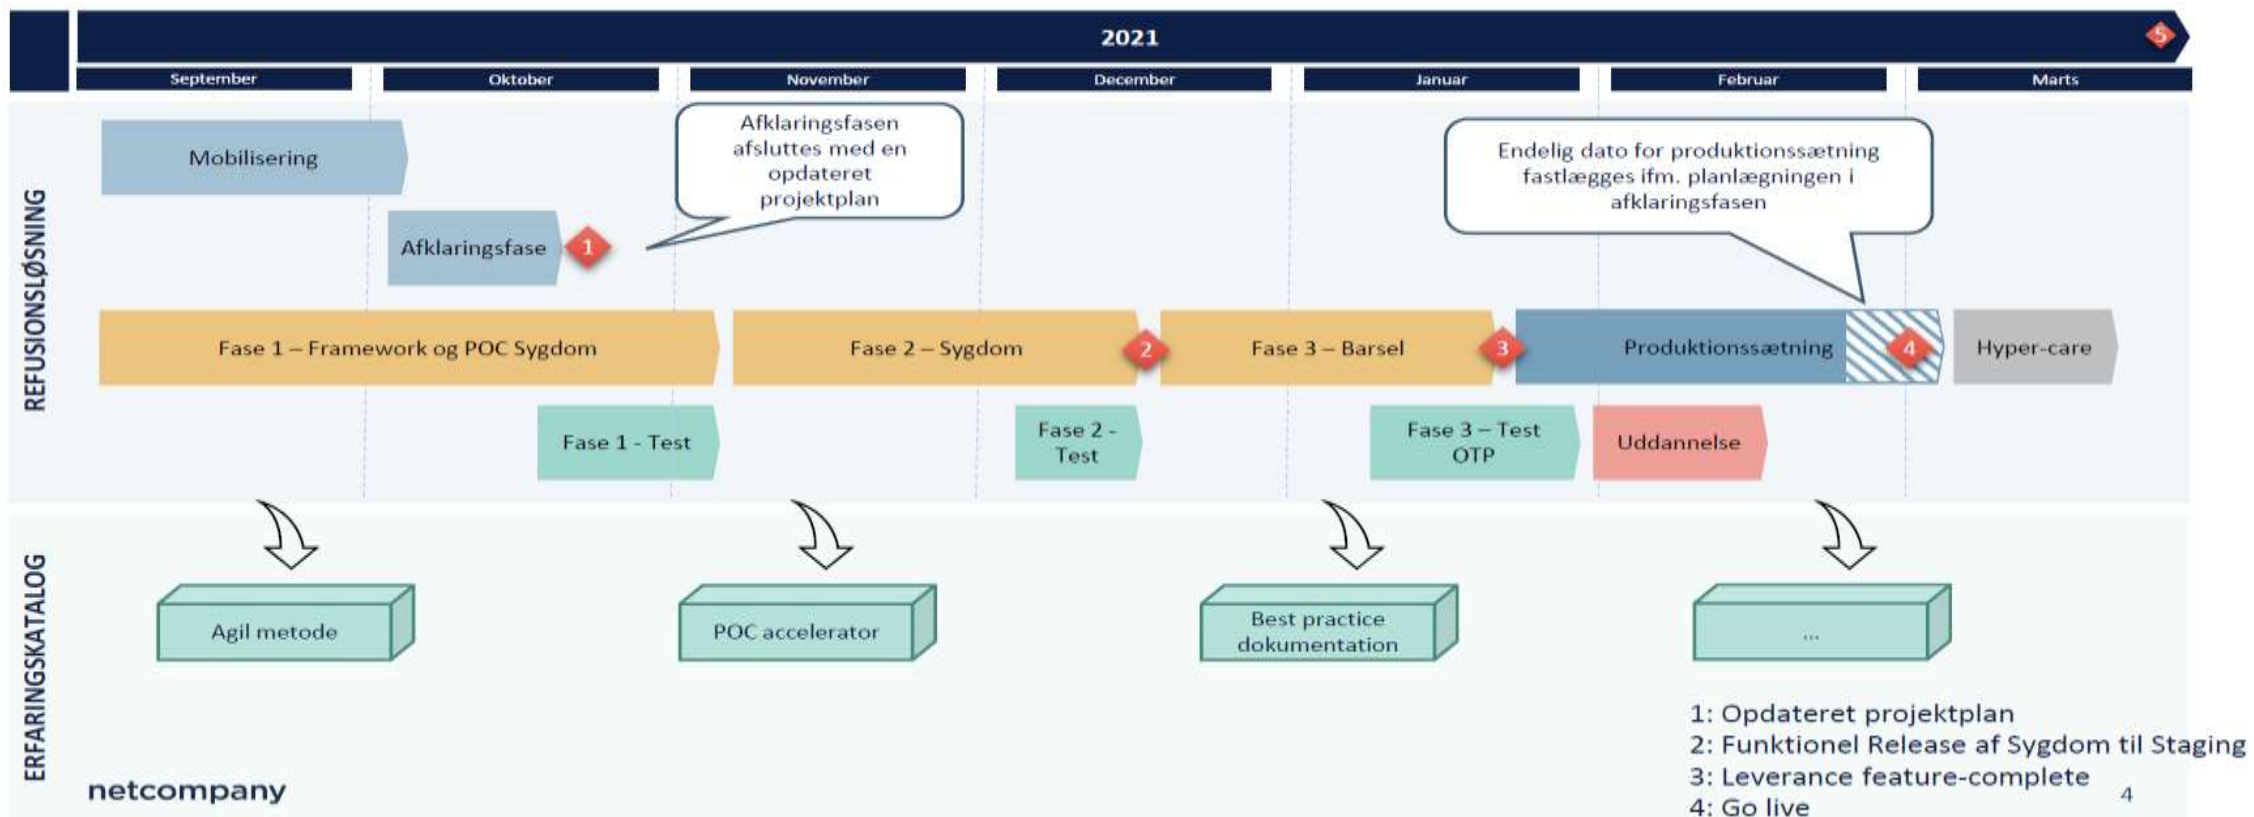 2021
5
September
Oktober
November
December
Januar
Februar
Marts
REFUSIONSLØSNING
Mobilisering
Afklaringsfasen
afsluttes med en
opdateret
projektplan
Endelig dato for produktionssætning
fastlægges ifm. planlægningen i
afklaringsfasen
Afklaringsfase
1
Fase 1 – Framework og POC Sygdom
Fase 2 – Sygdom
2
Fase 3 – Barsel
3
Produktionssætning
4
Hyper-care
Fase 1 - Test
Fase 2 -
Test
Fase 3 – Test
OTP
Uddannelse
ERFARINGSKATALOG
Agil metode
POC accelerator
Best practice
dokumentation
...
1: Opdateret projektplan
2: Funktionel Release af Sygdom til Staging
3: Leverance feature-complete
4: Go live
netcompany
4